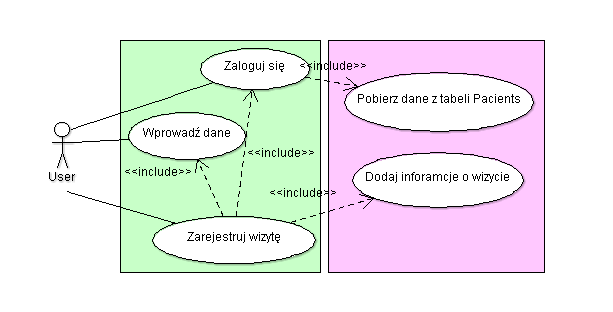 Zaloguj się
<<include>>
Pobierz dane z tabeli Pacients
Wprowadź dane
<<include>>
<<include>>
User
<<include>>
Dodaj inforamcje o wizycie
Zarejestruj wizytę